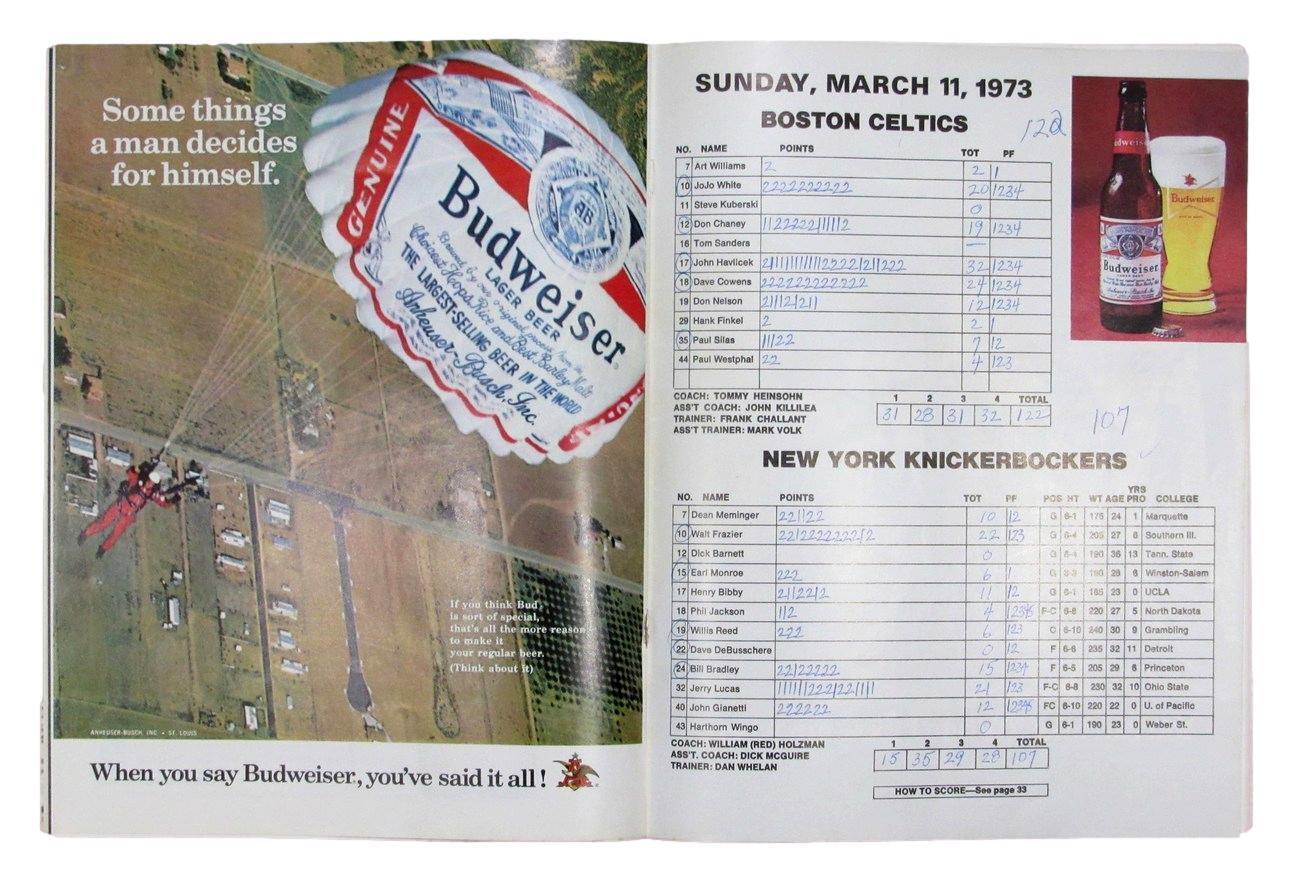 Some things
a man decides
for himself.
GENUINE
Budweiser
LAGER BEER
THE LARGEST-SELLING BEER IN THE WORLD
Anheuser-Busch, Inc.
If you think Bud
is sort of special,
that's all the more reason
to make it
your regular beer.
(Think about it)
ANHEUSER-BUSCH, INC. • ST. LOUIS
When you say Budweiser, you've said it all!
SUNDAY, MARCH 11, 1973
BOSTON CELTICS
122
NO. NAME POINTS TOT PF
7 Art Williams 2 2 1
10 JoJo White 2222222222 20 1234
11 Steve Kuberski 0
12 Don Chaney 19 1234
16 Tom Sanders —
17 John Havlicek 32 1234
18 Dave Cowens 222222222222 24 1234
19 Don Nelson 12 1234
29 Hank Finkel 2 2 1
35 Paul Silas 11122 7 12
44 Paul Westphal 22 4 123
COACH: TOMMY HEINSOHN
ASS'T COACH: JOHN KILLILEA
TRAINER: FRANK CHALLANT
ASS'T TRAINER: MARK VOLK
1 2 3 4 TOTAL
31 28 31 32 122
Budweiser
Budweiser
107
NEW YORK KNICKERBOCKERS
NO. NAME POINTS TOT PF POS HT WT AGE YRS PRO COLLEGE
7 Dean Meminger 221122 10 12 G 6-1 175 24 1 Marquette
10 Walt Frazier 22 123 G 6-4 205 27 6 Southern Ill.
12 Dick Barnett 0 G 6-4 190 36 13 Tenn. State
15 Earl Monroe 222 6 1 G 190 28 6 Winston-Salem
17 Henry Bibby 2112212 11 12 G 6-1 185 23 0 UCLA
18 Phil Jackson 112 4 12345 F-C 6-8 220 27 5 North Dakota
19 Willis Reed 222 6 123 C 6-10 240 30 9 Grambling
22 Dave DeBusschere 0 12 F 6-6 235 32 11 Detroit
24 Bill Bradley 22122222 15 1234 F 6-5 205 29 6 Princeton
32 Jerry Lucas 21 123 F-C 6-8 230 32 10 Ohio State
40 John Gianetti 222222 12 12345 FC 6-10 220 22 0 U. of Pacific
43 Harthorn Wingo 0 G 6-1 190 23 0 Weber St.
COACH: WILLIAM (RED) HOLZMAN
ASS'T. COACH: DICK McGUIRE
TRAINER: DAN WHELAN
1 2 3 4 TOTAL
15 35 29 28 107
HOW TO SCORE—See page 33